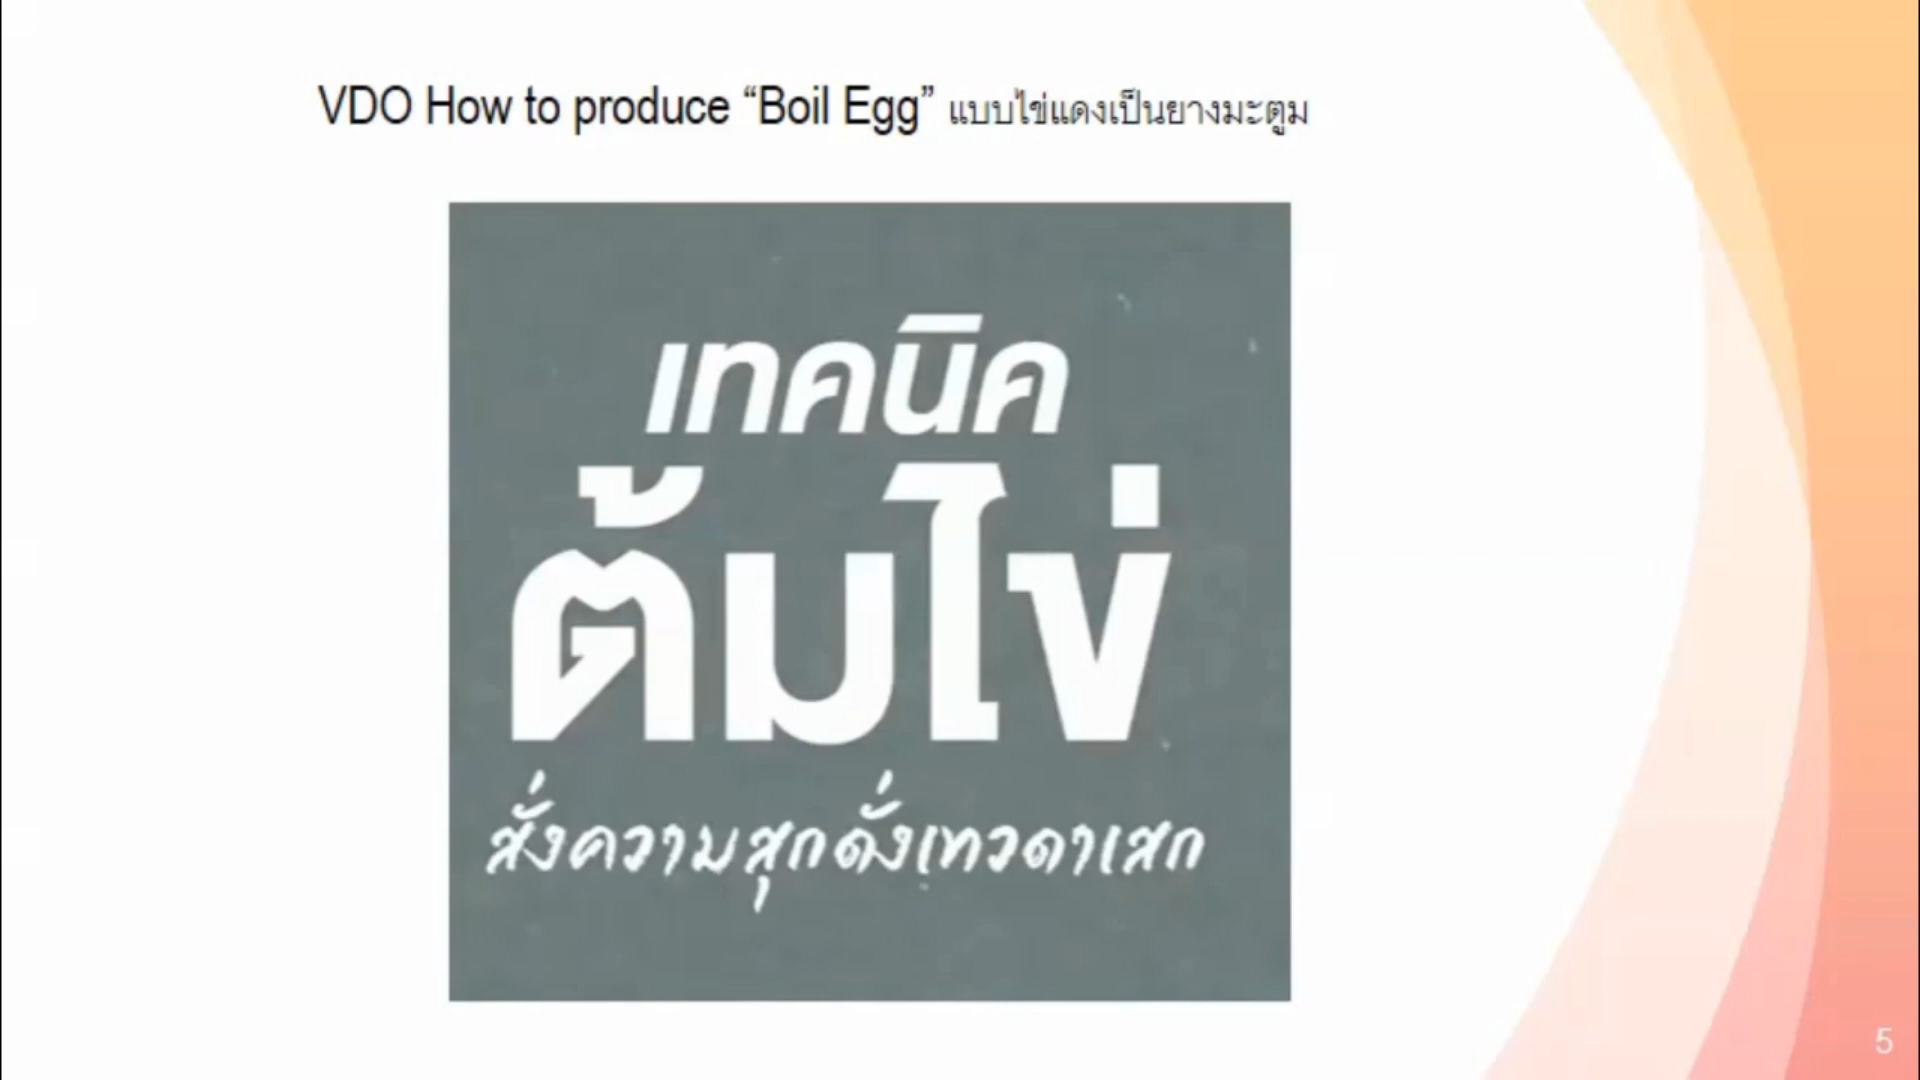 VDO How to produce “Boil Egg” แบบไข่แดงเป็นยางมะตูม
เทคนิค
ต้มไข่
สั่งความสุกดั่งเทวดาเสก
5